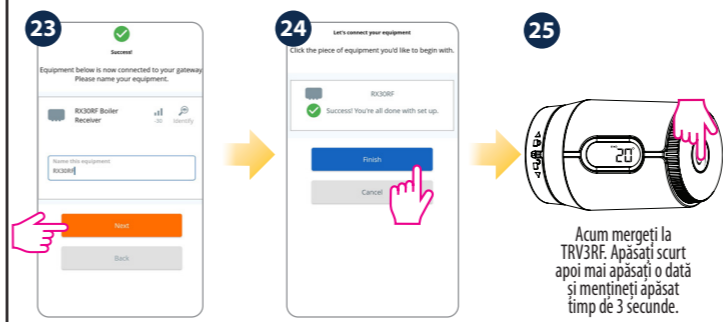 23
Success!
Equipment below is now connected to your gateway.
Please name your equipment.
RX30RF Boiler
Receiver
-30
Identify
Name this equipment
RX30RF
Next
Back
24
Let's connect your equipment
Click the piece of equipment you'd like to begin with.
RX30RF
Success! You're all done with set up.
Finish
Cancel
25
20°
Acum mergeți la
TRV3RF. Apăsați scurt
apoi mai apăsați o dată
și mențineți apăsat
timp de 3 secunde.